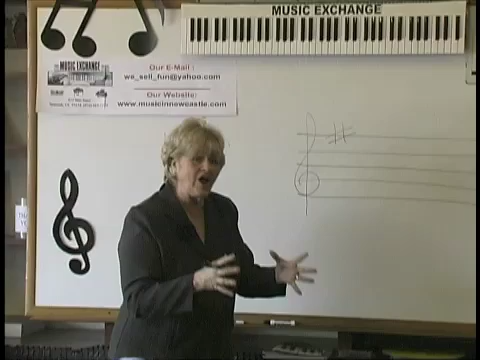 MUSIC EXCHANGE
MUSIC EXCHANGE
Our E-Mail :
we_sell_fun@yahoo.com
Our Website:
www.musicinnewcastle.com